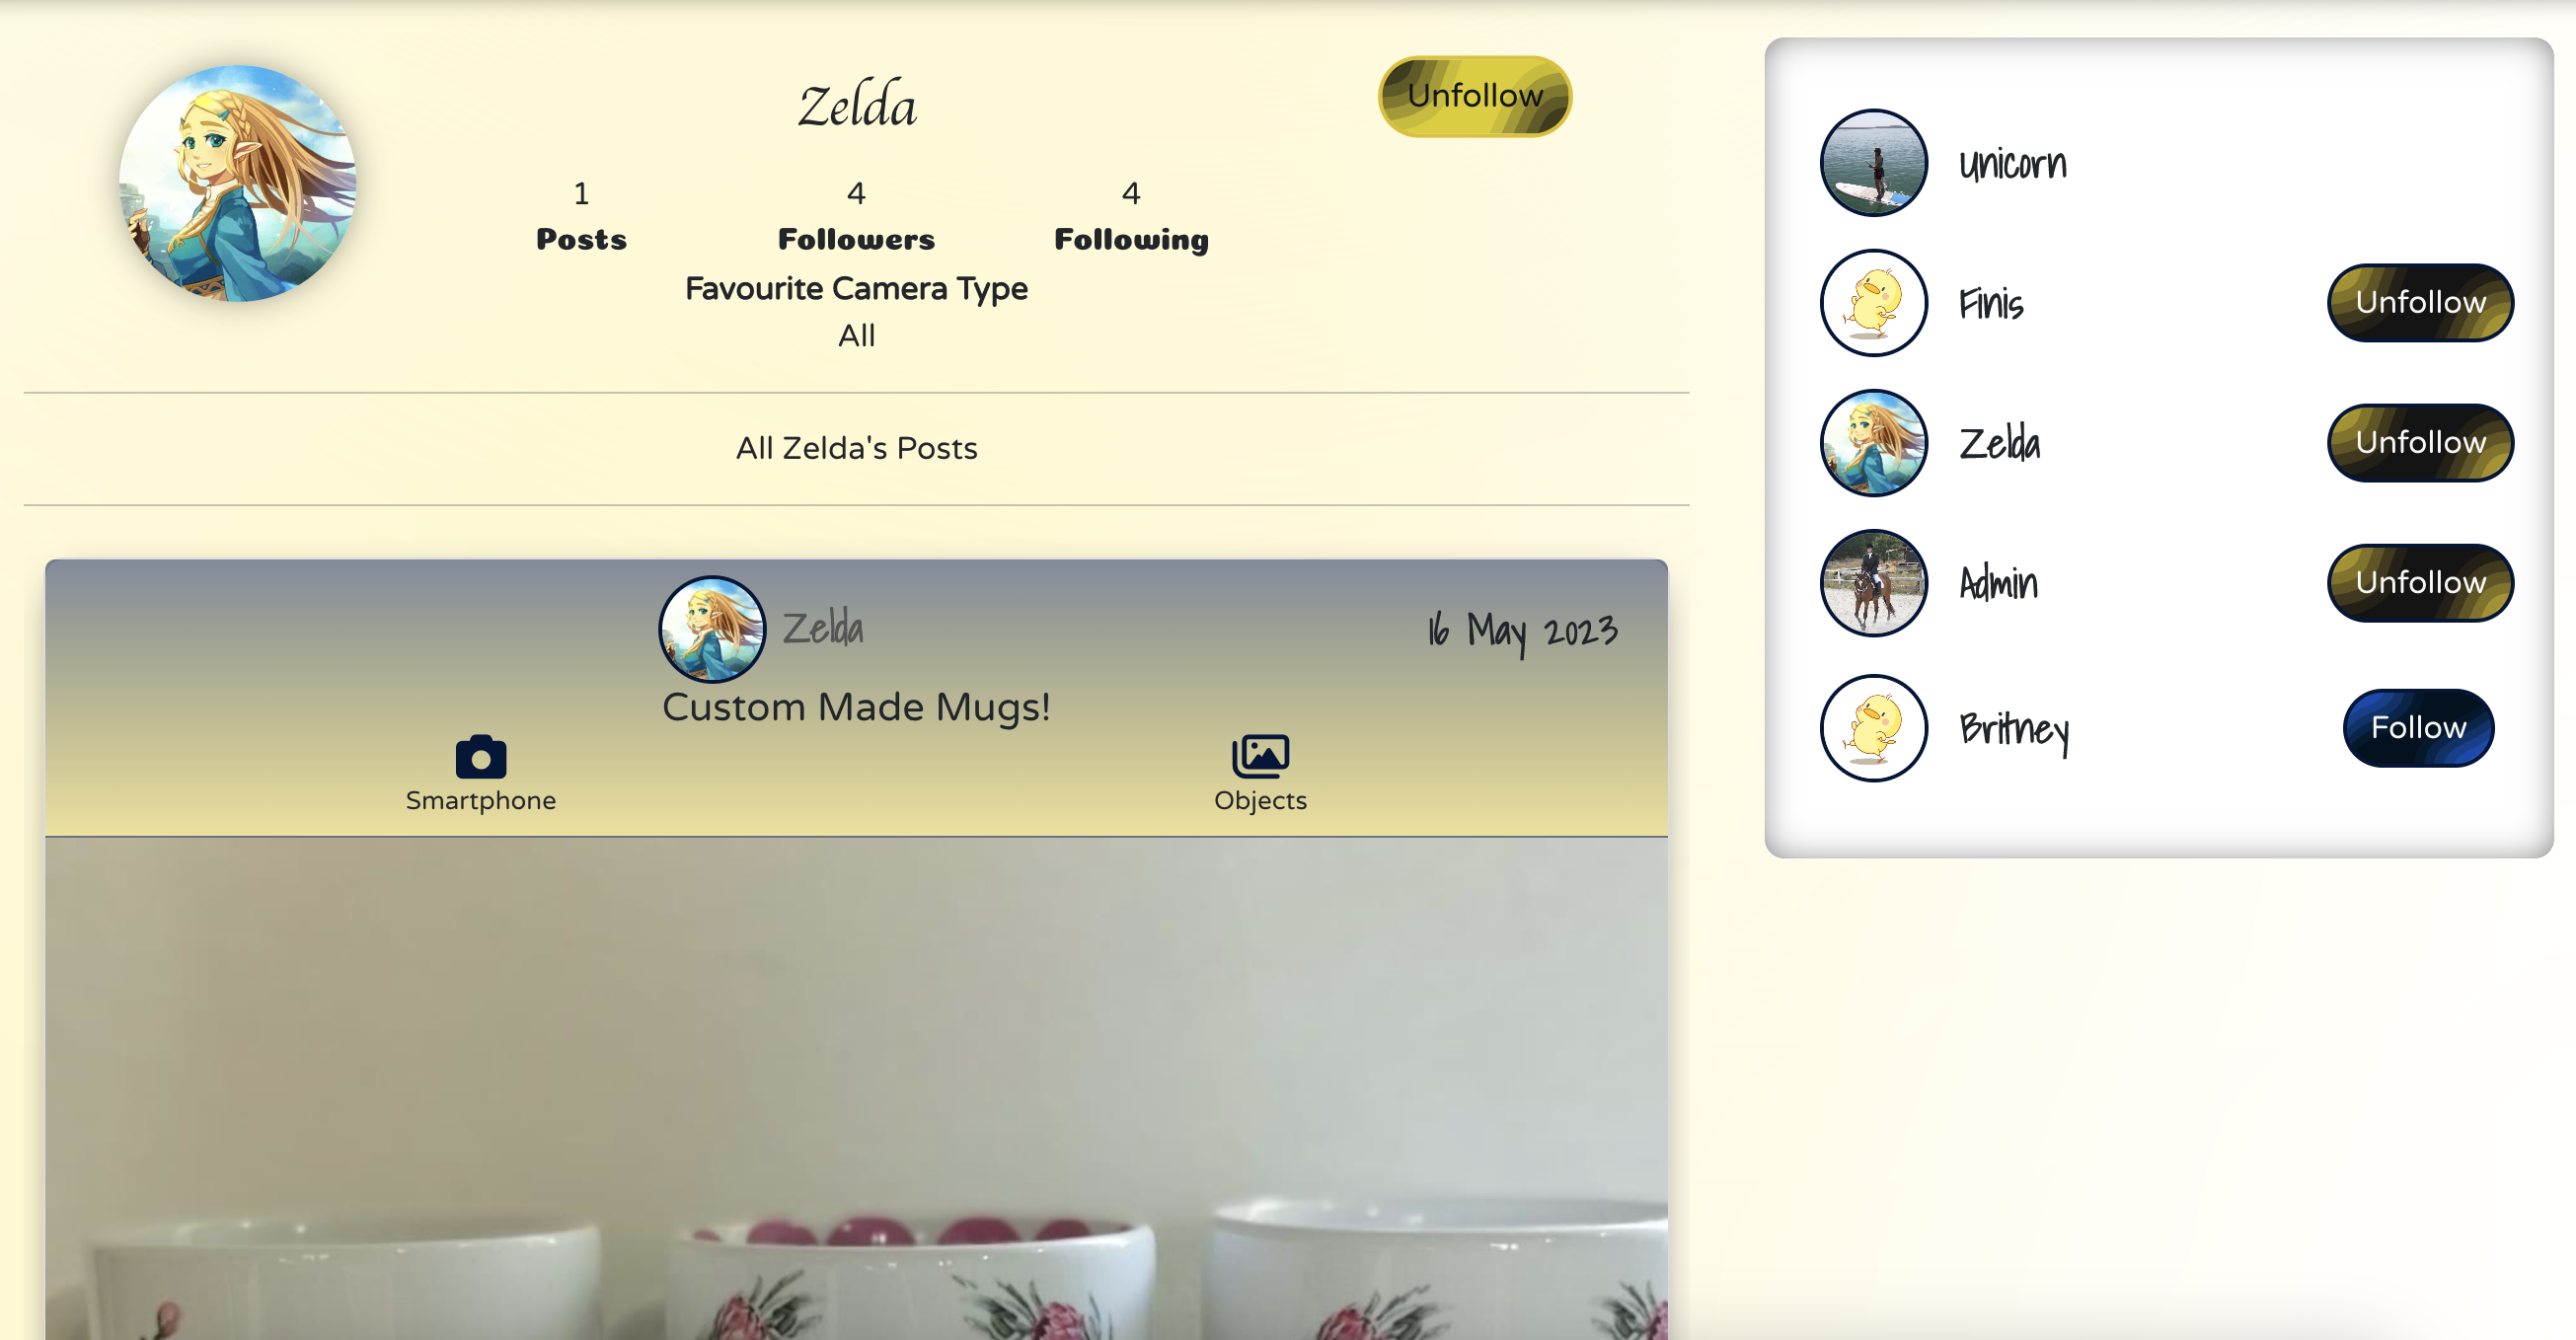 Zelda
Unfollow
1 4 4
Posts Followers Following
Favourite Camera Type
All
All Zelda's Posts
Zelda
16 May 2023
Custom Made Mugs!
Smartphone Objects
Unicorn
Finis Unfollow
Zelda Unfollow
Admin Unfollow
Britney Follow